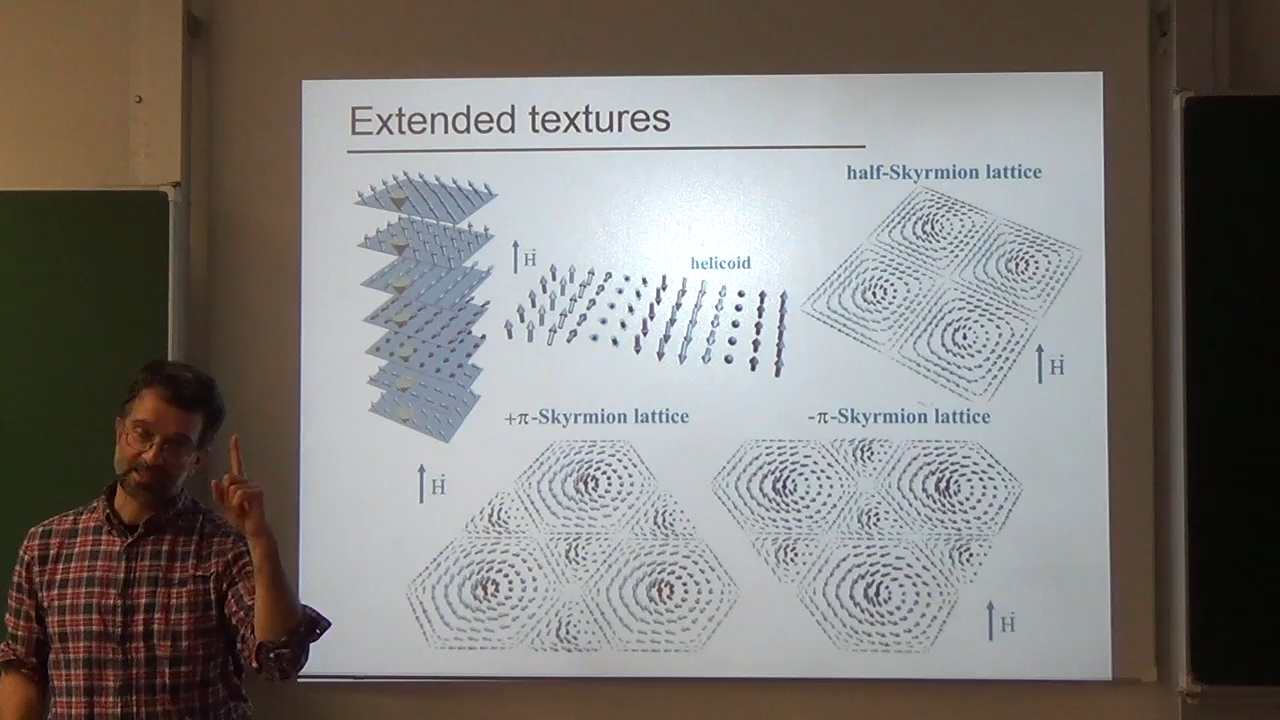 Extended textures
half-Skyrmion lattice
H
helicoid
H
+π-Skyrmion lattice
-π-Skyrmion lattice
H
H